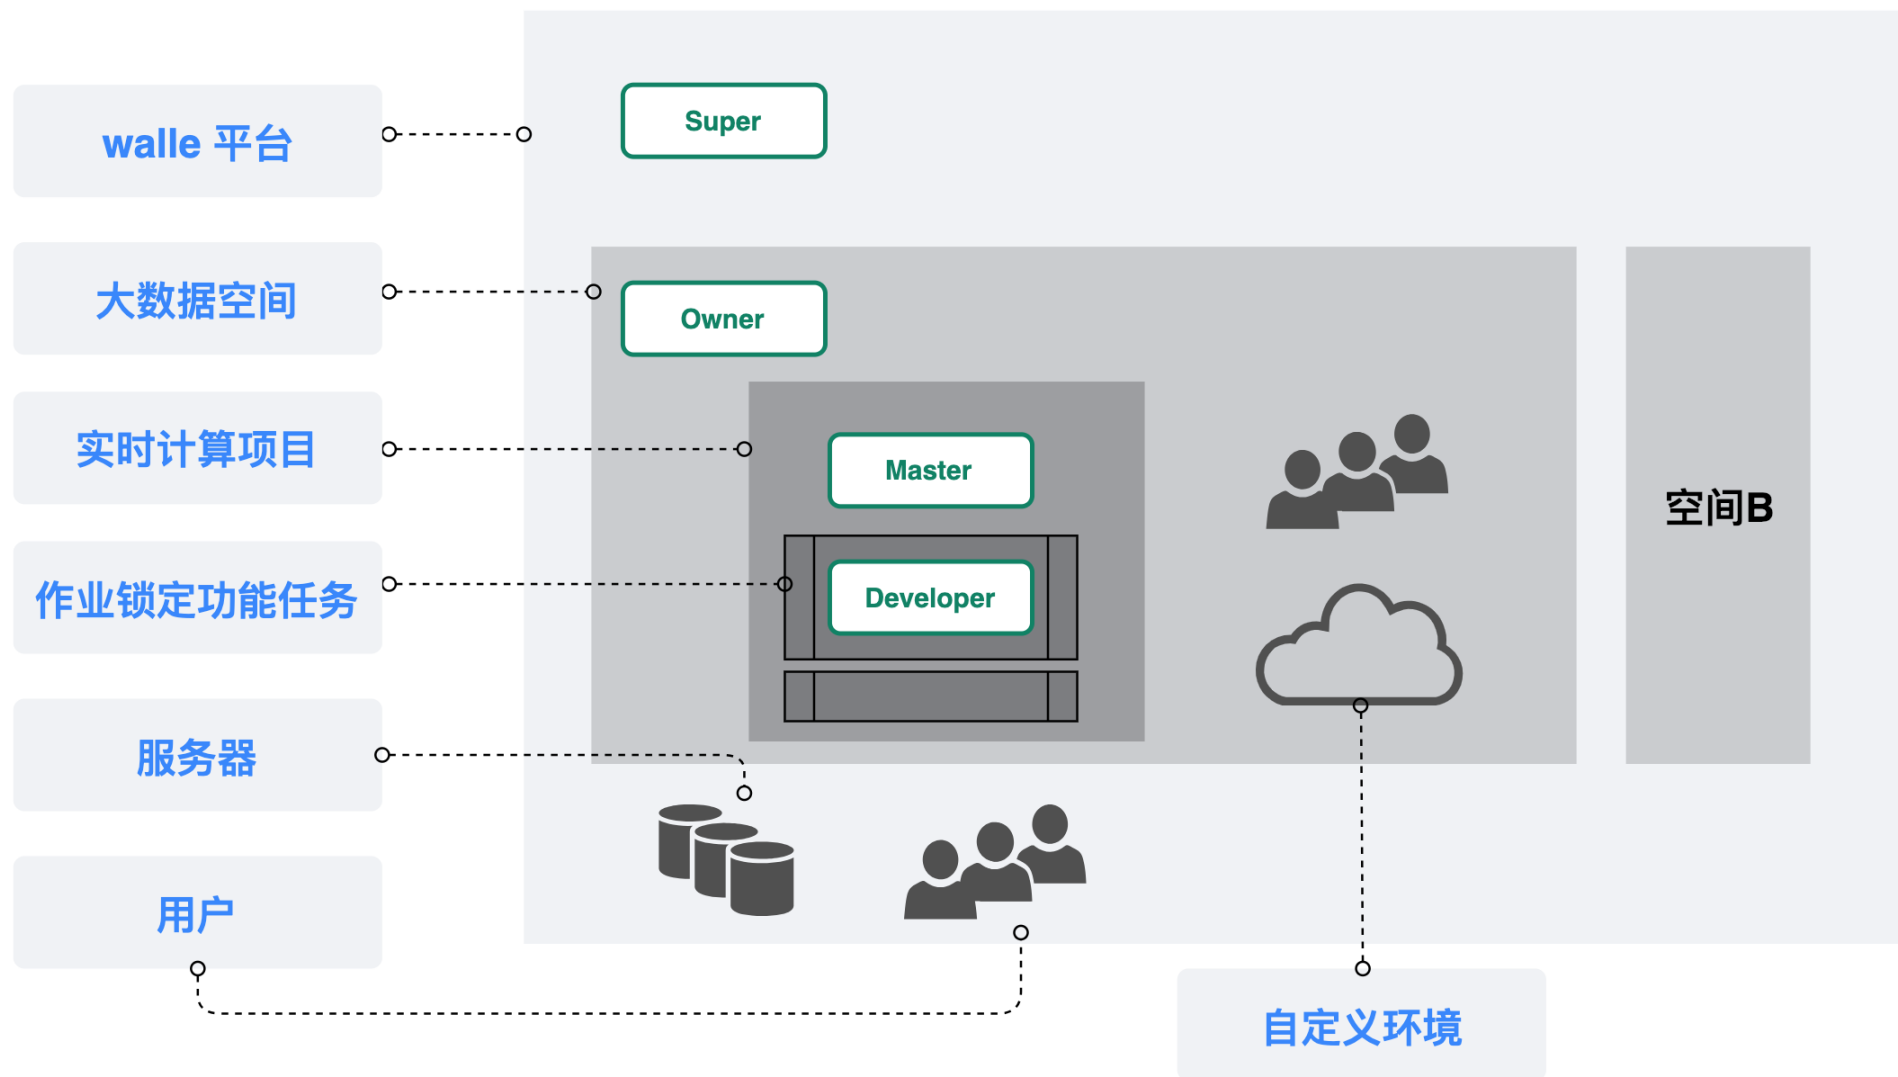 walle 平台
Super
大数据空间
Owner
实时计算项目
Master
空间B
作业锁定功能任务
Developer
服务器
用户
自定义环境